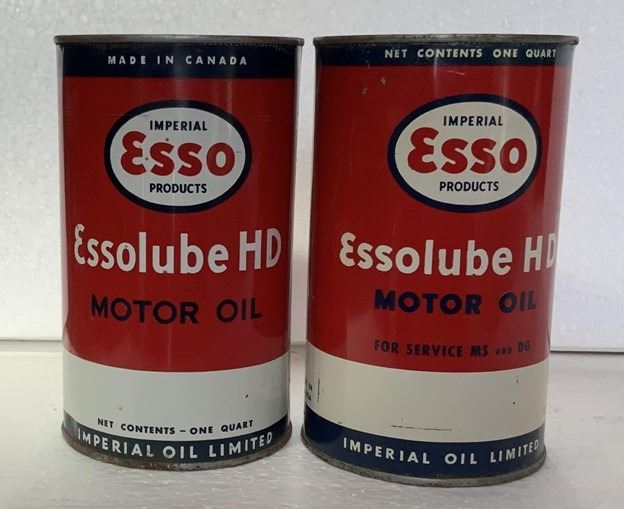 MADE IN CANADA
IMPERIAL
Esso
PRODUCTS
Essolube HD
MOTOR OIL
NET CONTENTS - ONE QUART
IMPERIAL OIL LIMITED
NET CONTENTS ONE QUART
IMPERIAL
Esso
PRODUCTS
Essolube HD
MOTOR OIL
FOR SERVICE MS AND DG
IMPERIAL OIL LIMITED